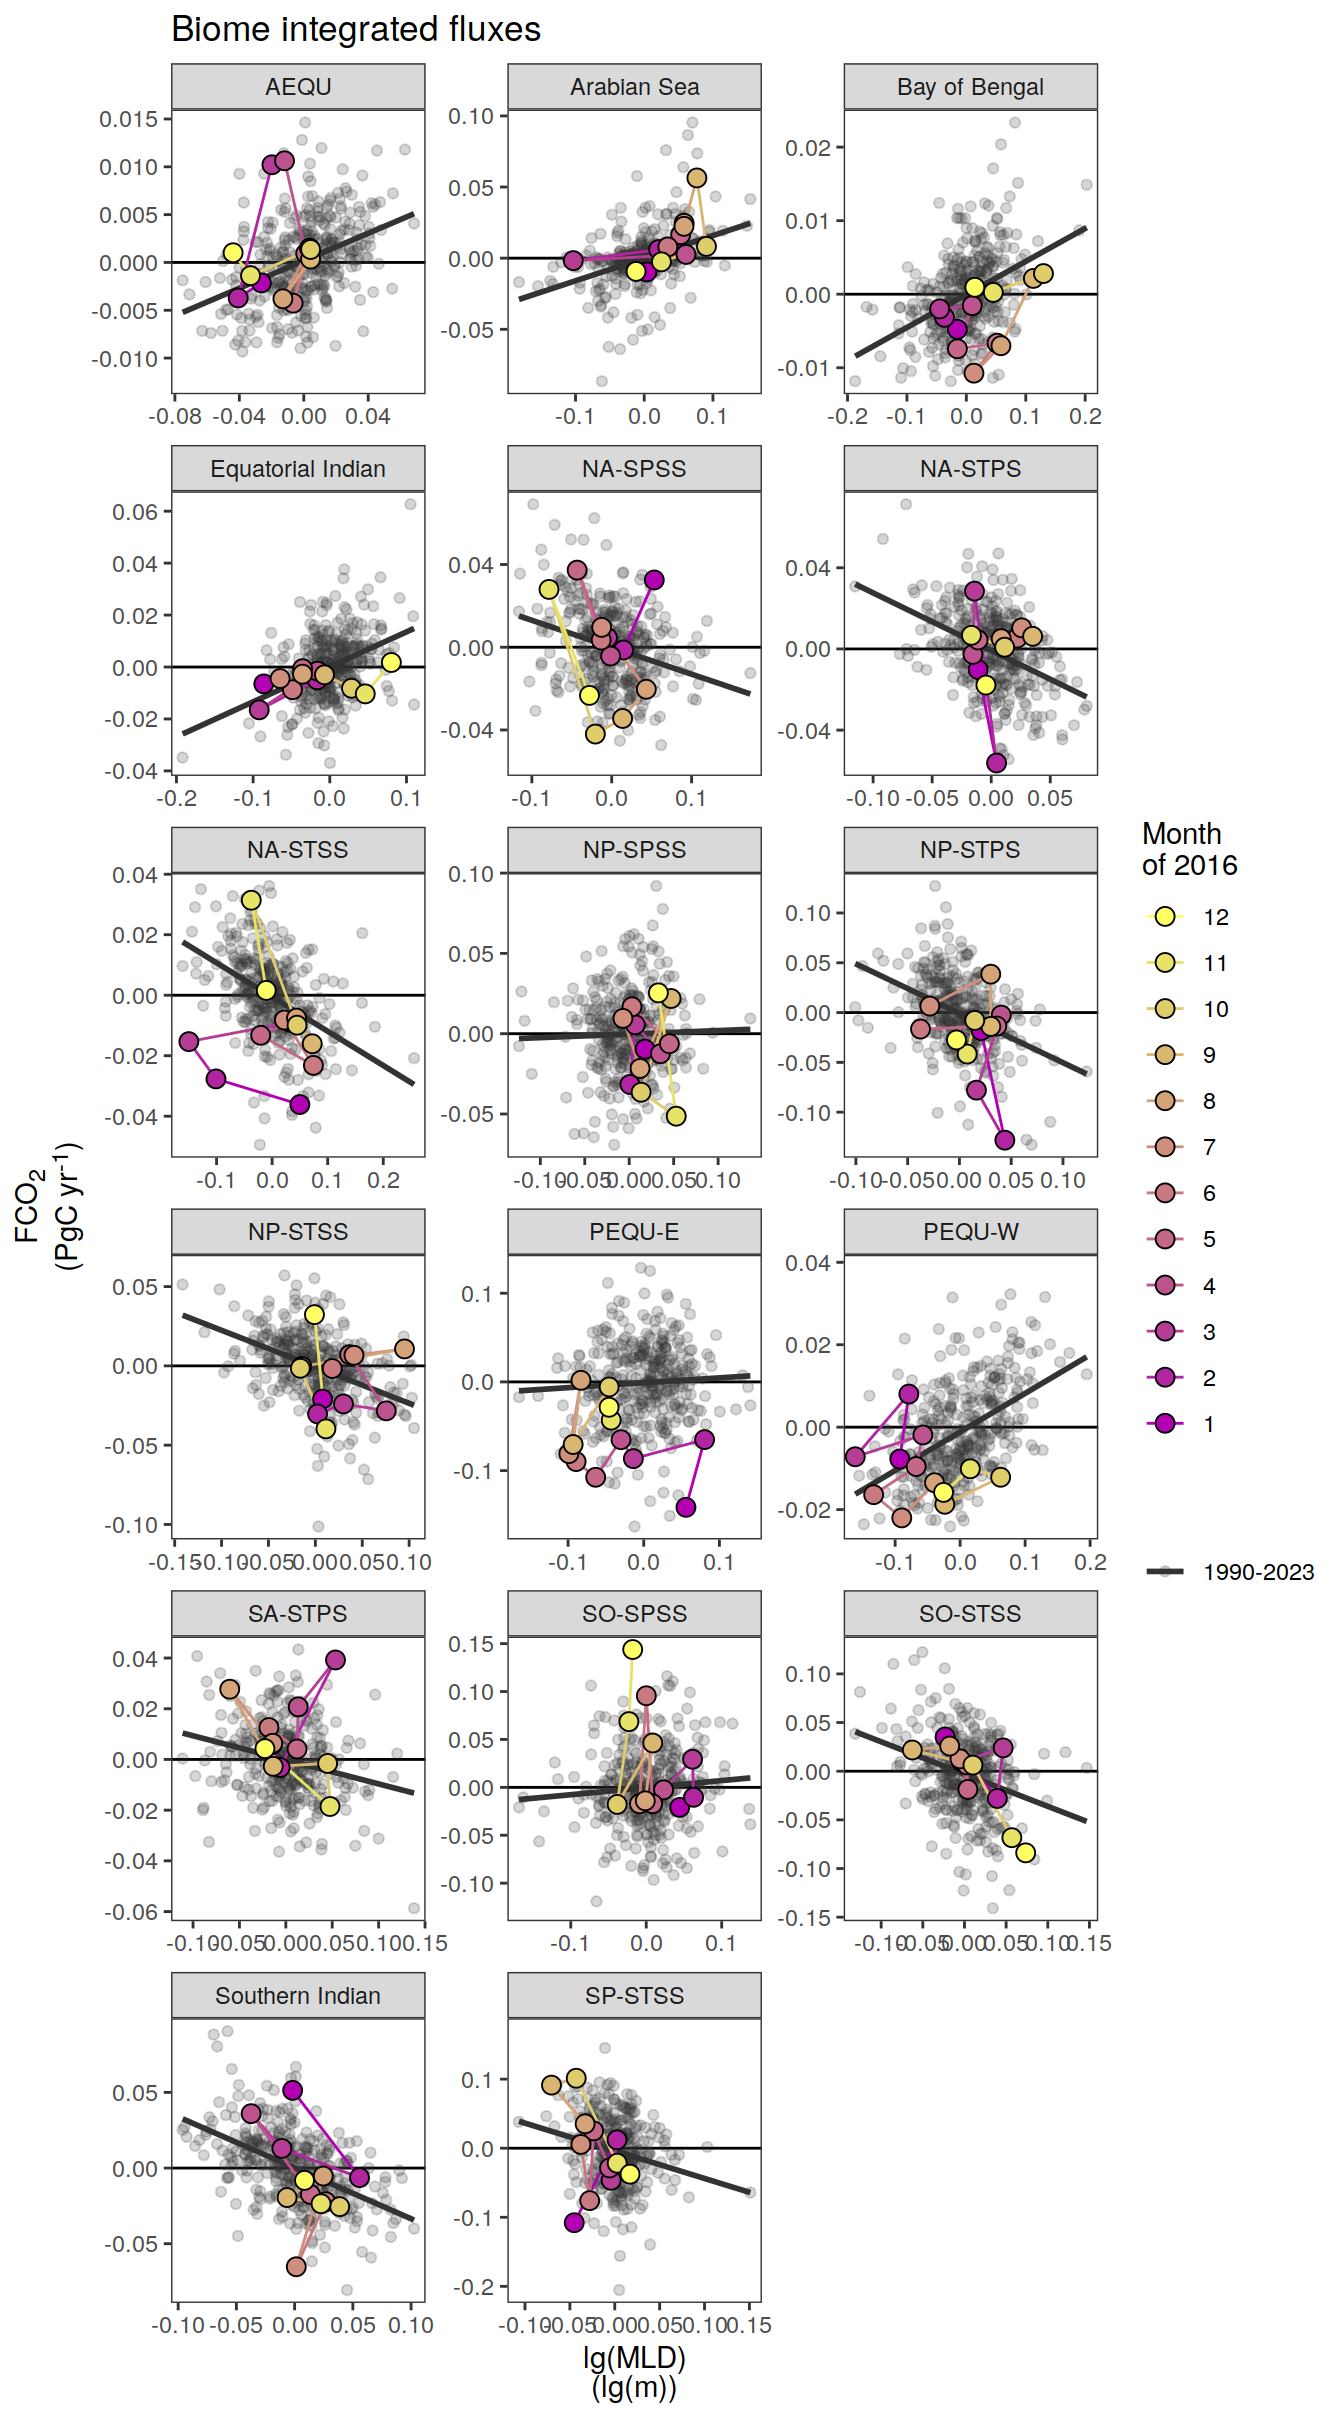 Biome integrated fluxes
AEQU Arabian Sea Bay of Bengal
0.015 0.010 0.005 0.000 -0.005 -0.010
-0.08 -0.04 0.00 0.04
0.10 0.05 0.00 -0.05
-0.1 0.0 0.1
0.02 0.01 0.00 -0.01
-0.2 -0.1 0.0 0.1 0.2
Equatorial Indian NA-SPSS NA-STPS
0.06 0.04 0.02 0.00 -0.02 -0.04
-0.2 -0.1 0.0 0.1
0.04 0.00 -0.04
-0.1 0.0 0.1
0.04 0.00 -0.04
-0.10 -0.05 0.00 0.05
NA-STSS NP-SPSS NP-STPS
0.04 0.02 0.00 -0.02 -0.04
-0.1 0.0 0.1 0.2
0.10 0.05 0.00 -0.05
-0.10 -0.05 0.00 0.05 0.10
0.10 0.05 0.00 -0.05 -0.10
-0.10 -0.05 0.00 0.05 0.10
NP-STSS PEQU-E PEQU-W
0.05 0.00 -0.05 -0.10
-0.15 -0.10 -0.05 0.00 0.05 0.10
0.1 0.0 -0.1
-0.1 0.0 0.1
0.04 0.02 0.00 -0.02
-0.1 0.0 0.1 0.2
SA-STPS SO-SPSS SO-STSS
0.04 0.02 0.00 -0.02 -0.04 -0.06
-0.10 -0.05 0.00 0.05 0.10 0.15
0.15 0.10 0.05 0.00 -0.05 -0.10
-0.1 0.0 0.1
0.10 0.05 0.00 -0.05 -0.10 -0.15
-0.10 -0.05 0.00 0.05 0.10 0.15
Southern Indian SP-STSS
0.05 0.00 -0.05
-0.10 -0.05 0.00 0.05 0.10
0.1 0.0 -0.1 -0.2
-0.10 -0.05 0.00 0.05 0.10 0.15
lg(MLD)
(lg(m))
FCO2
(PgC yr-1)
Month
of 2016
12
11
10
9
8
7
6
5
4
3
2
1
1990-2023